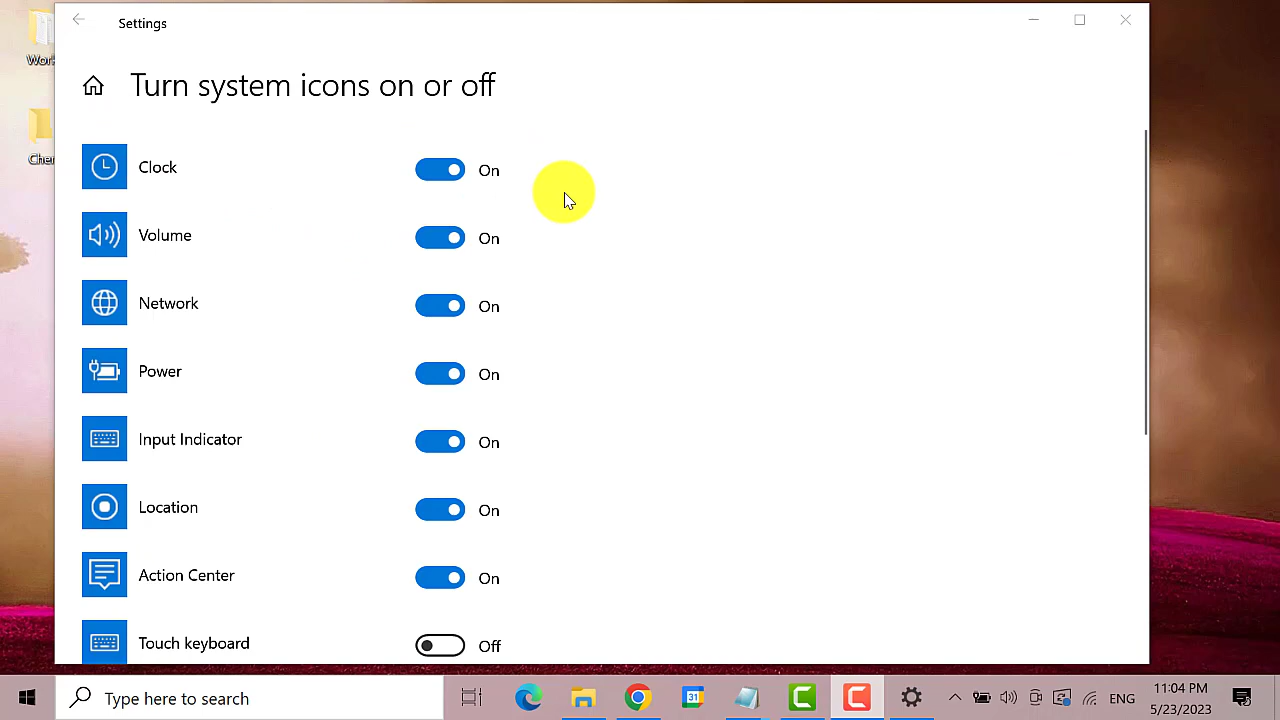 Settings
Turn system icons on or off
Clock On
Volume On
Network On
Power On
Input Indicator On
Location On
Action Center On
Touch keyboard Off
Type here to search
31
ENG
11:04 PM
5/23/2023